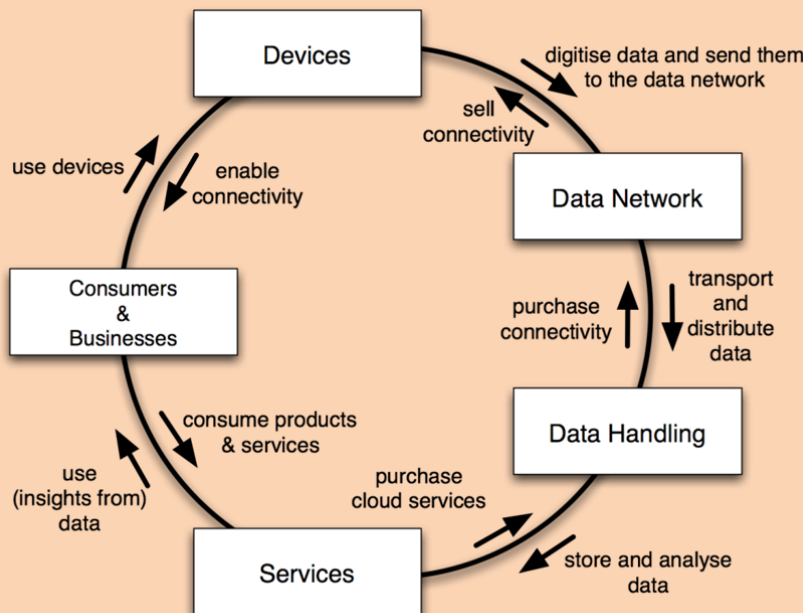 Devices
digitise data and send them
to the data network
sell
connectivity
use devices
enable
connectivity
Data Network
Consumers
&
Businesses
purchase
connectivity
transport
and
distribute
data
Data Handling
consume products
& services
use
(insights from)
data
purchase
cloud services
Services
store and analyse
data